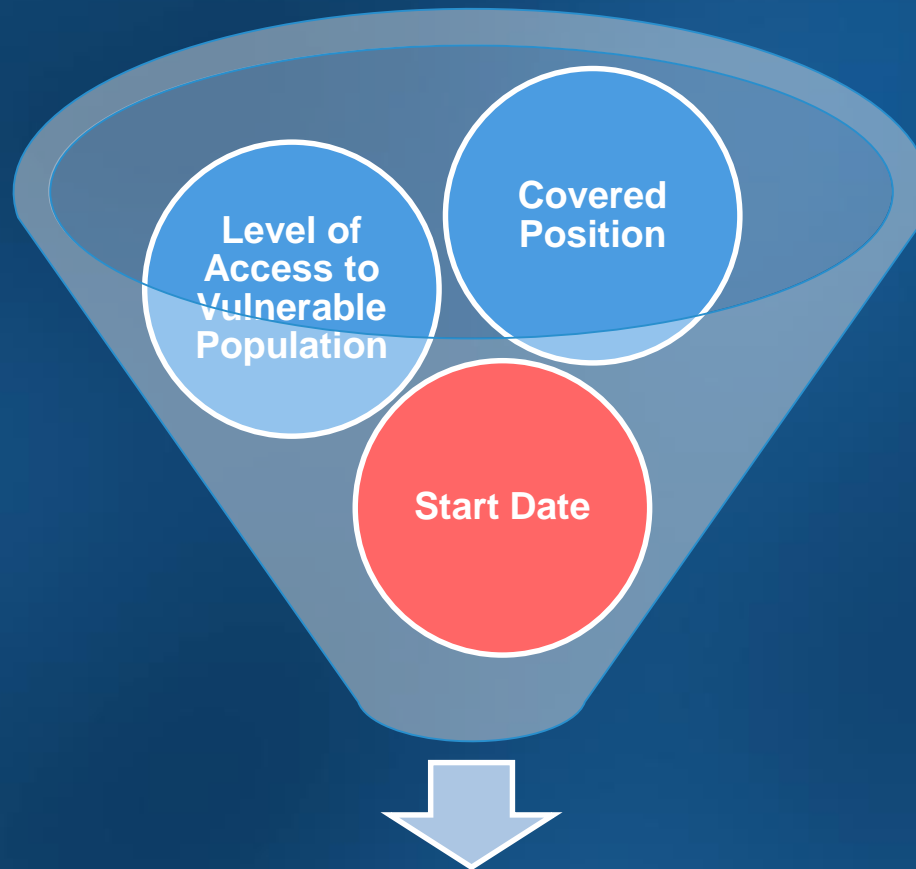 Covered
Position
Level of
Access to
Vulnerable
Population
Start Date